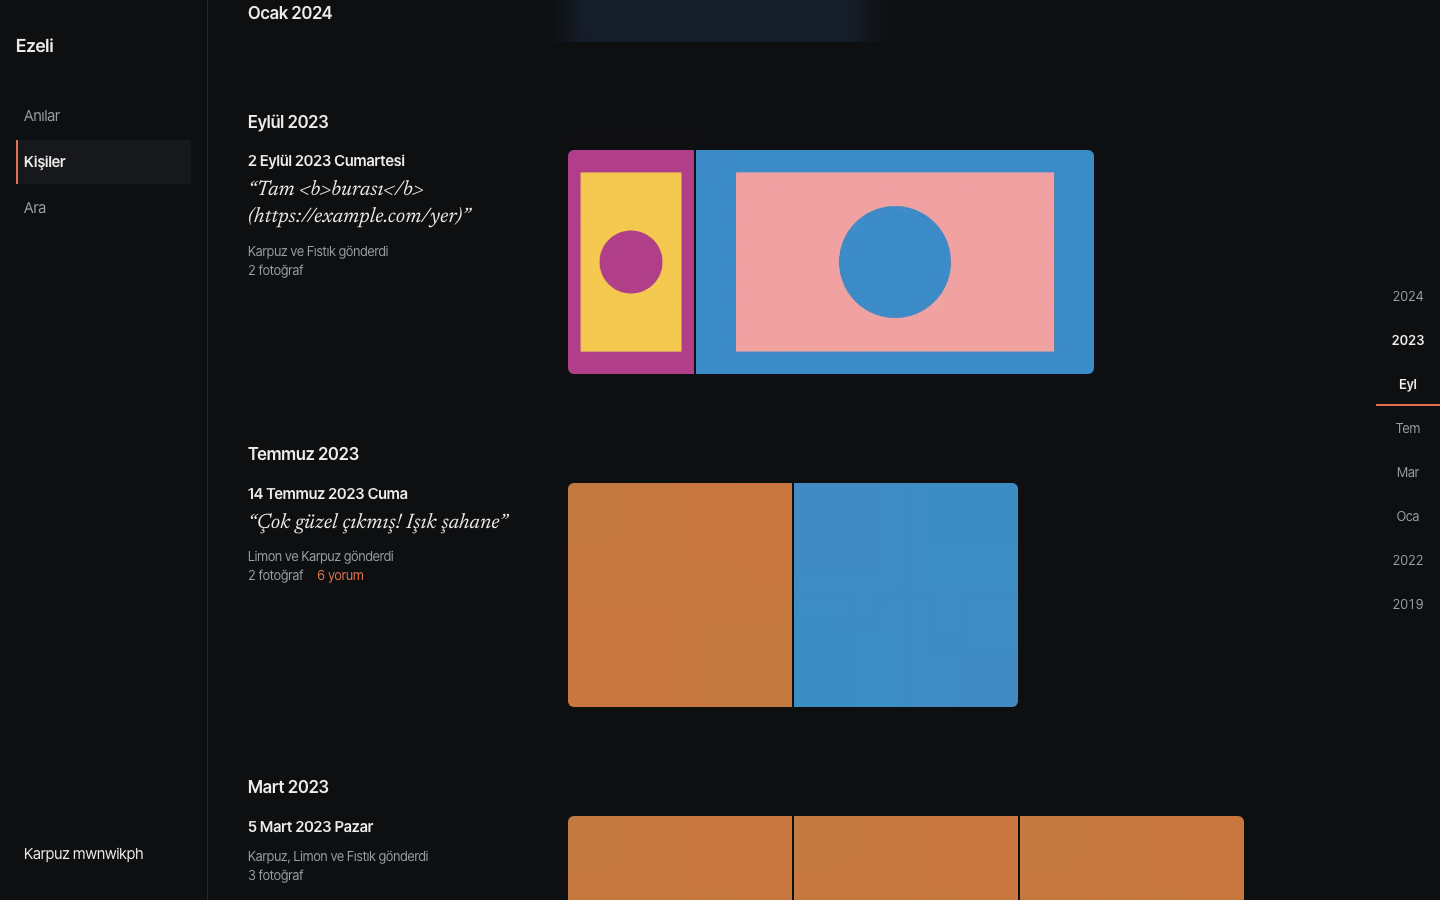 Ezeli
Anılar
Kişiler
Ara
Karpuz mwnwikph
Ocak 2024
Eylül 2023
2 Eylül 2023 Cumartesi
“Tam <b>burası</b>
(https://example.com/yer)”
Karpuz ve Fıstık gönderdi
2 fotoğraf
Temmuz 2023
14 Temmuz 2023 Cuma
“Çok güzel çıkmış! Işık şahane”
Limon ve Karpuz gönderdi
2 fotoğraf 6 yorum
Mart 2023
5 Mart 2023 Pazar
Karpuz, Limon ve Fıstık gönderdi
3 fotoğraf
2024
2023
Eyl
Tem
Mar
Oca
2022
2019